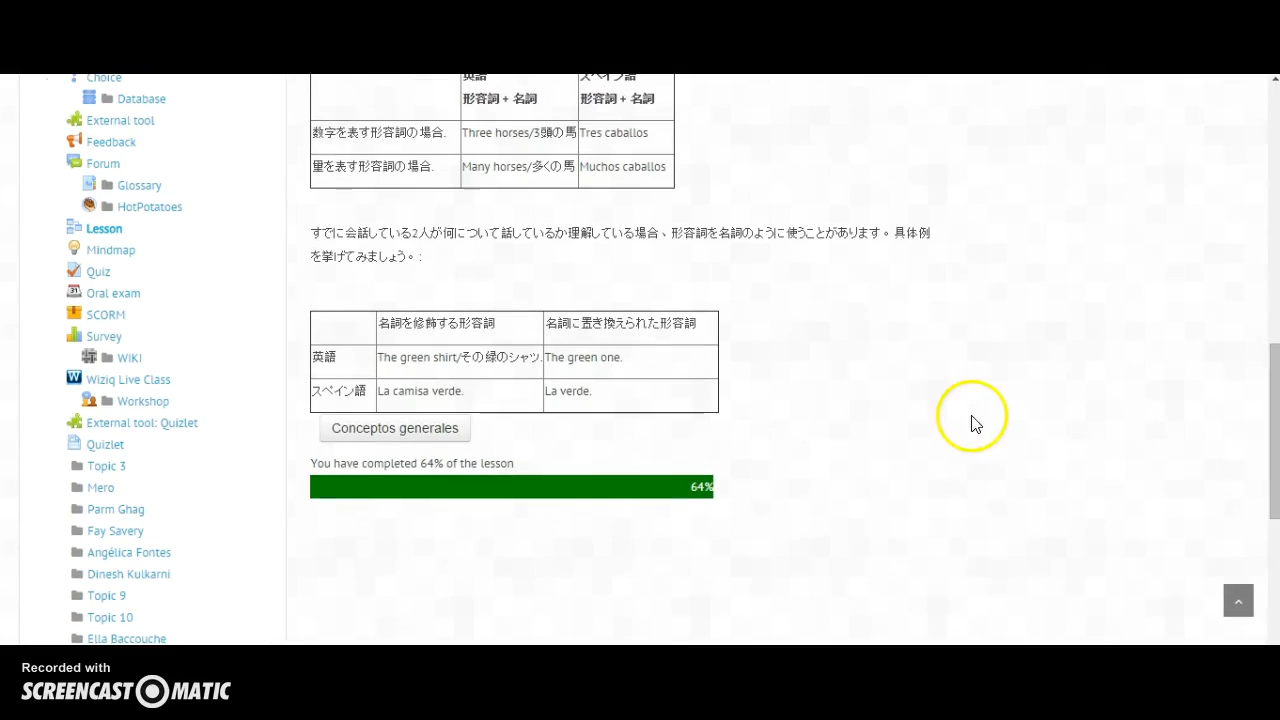 Choice
Database
External tool
Feedback
Forum
Glossary
HotPotatoes
Lesson
Mindmap
Quiz
Oral exam
SCORM
Survey
WIKI
Wiziq Live Class
Workshop
External tool: Quizlet
Quizlet
Topic 3
Mero
Parm Ghag
Fay Savery
Angélica Fontes
Dinesh Kulkarni
Topic 9
Topic 10
Ella Baccouche
英語 スペイン語
形容詞 + 名詞 形容詞 + 名詞
数字を表す形容詞の場合. Three horses/3頭の馬 Tres caballos
量を表す形容詞の場合. Many horses/多くの馬 Muchos caballos
すでに会話している2人が何について話しているか理解している場合、形容詞を名詞のように使うことがあります。具体例
を挙げてみましょう。:
名詞を修飾する形容詞 名詞に置き換えられた形容詞
英語 The green shirt/その緑のシャツ. The green one.
スペイン語 La camisa verde. La verde.
Conceptos generales
You have completed 64% of the lesson
64%
Recorded with
SCREENCAST MATIC